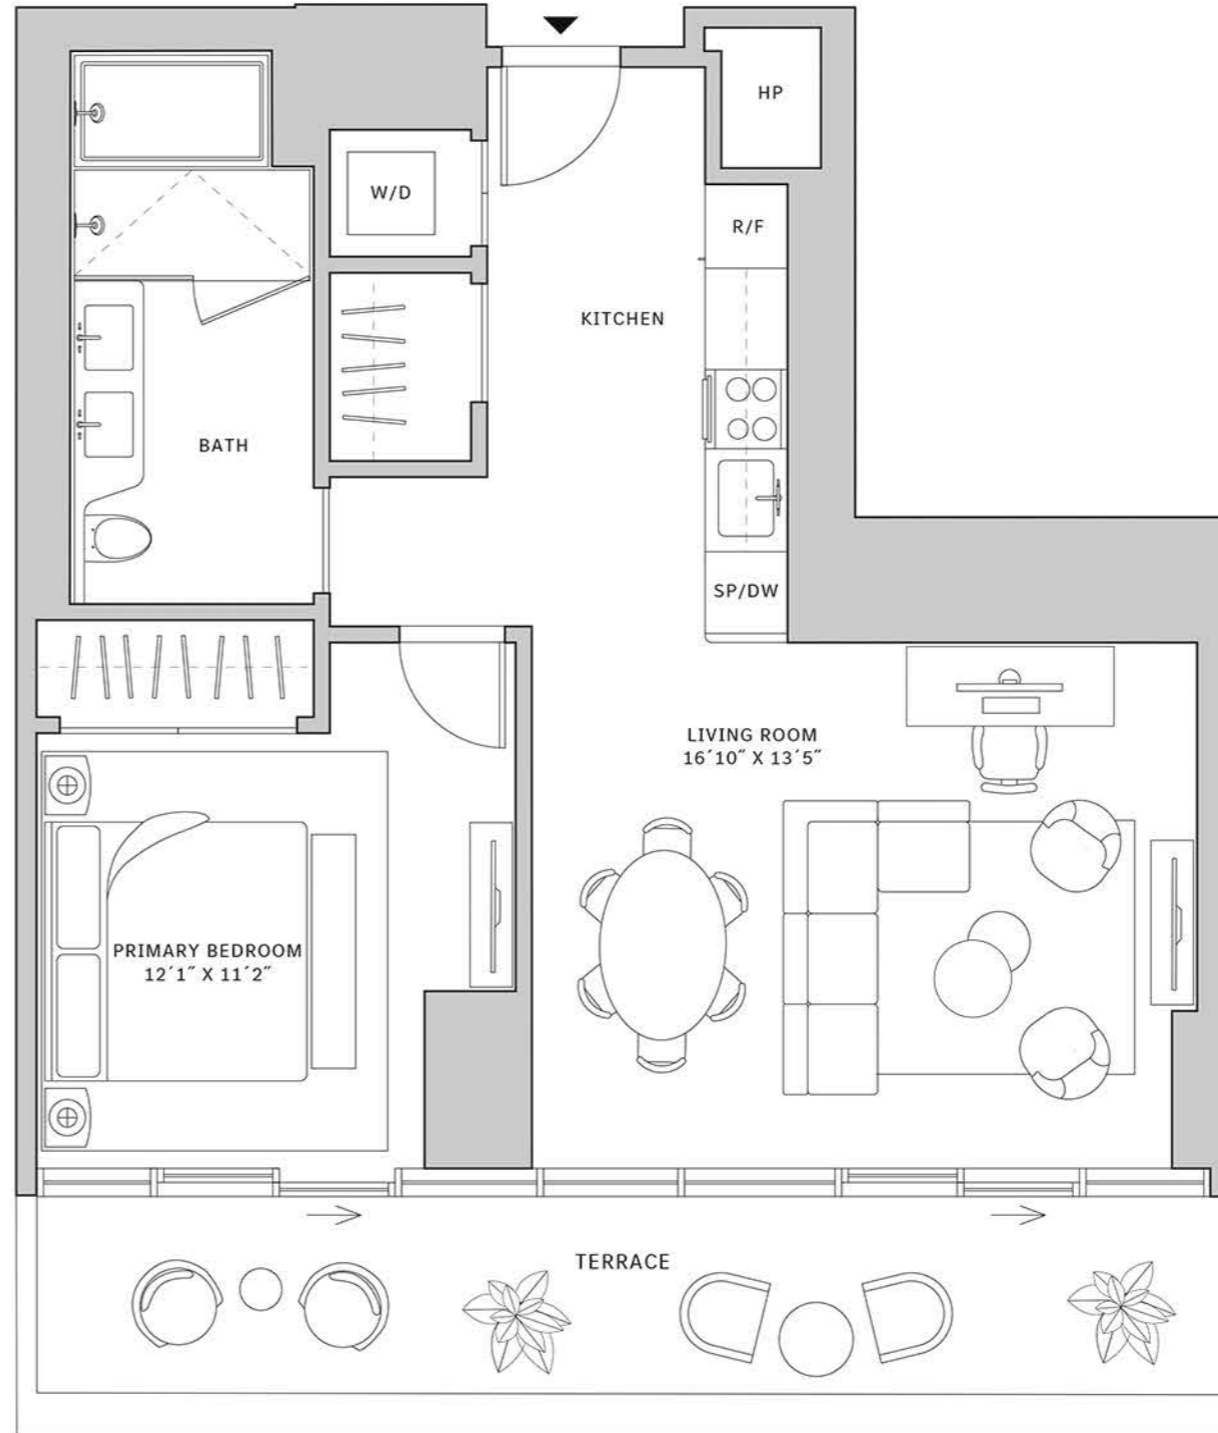 HP
W/D
R/F
KITCHEN
BATH
SP/DW
LIVING ROOM
16´10˝ X 13´5˝
PRIMARY BEDROOM
12´1˝ X 11´2˝
TERRACE